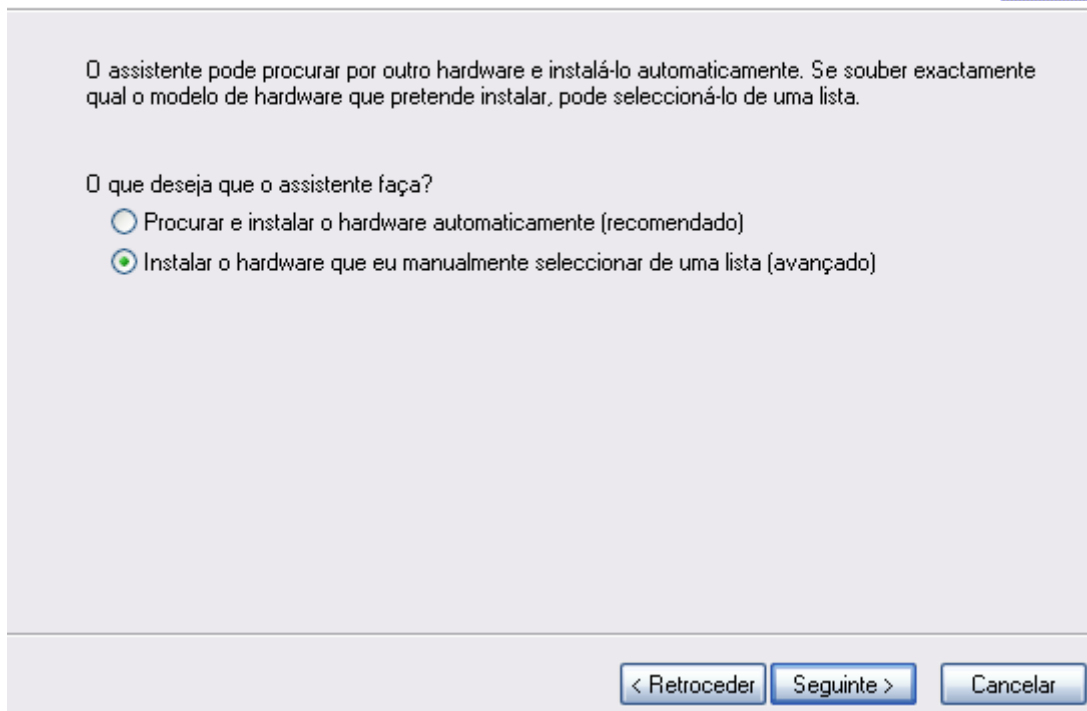 O assistente pode procurar por outro hardware e instalá-lo automaticamente. Se souber exactamente
qual o modelo de hardware que pretende instalar, pode seleccioná-lo de uma lista.
O que deseja que o assistente faça?
Procurar e instalar o hardware automaticamente (recomendado)
Instalar o hardware que eu manualmente seleccionar de uma lista (avançado)
< Retroceder Seguinte > Cancelar